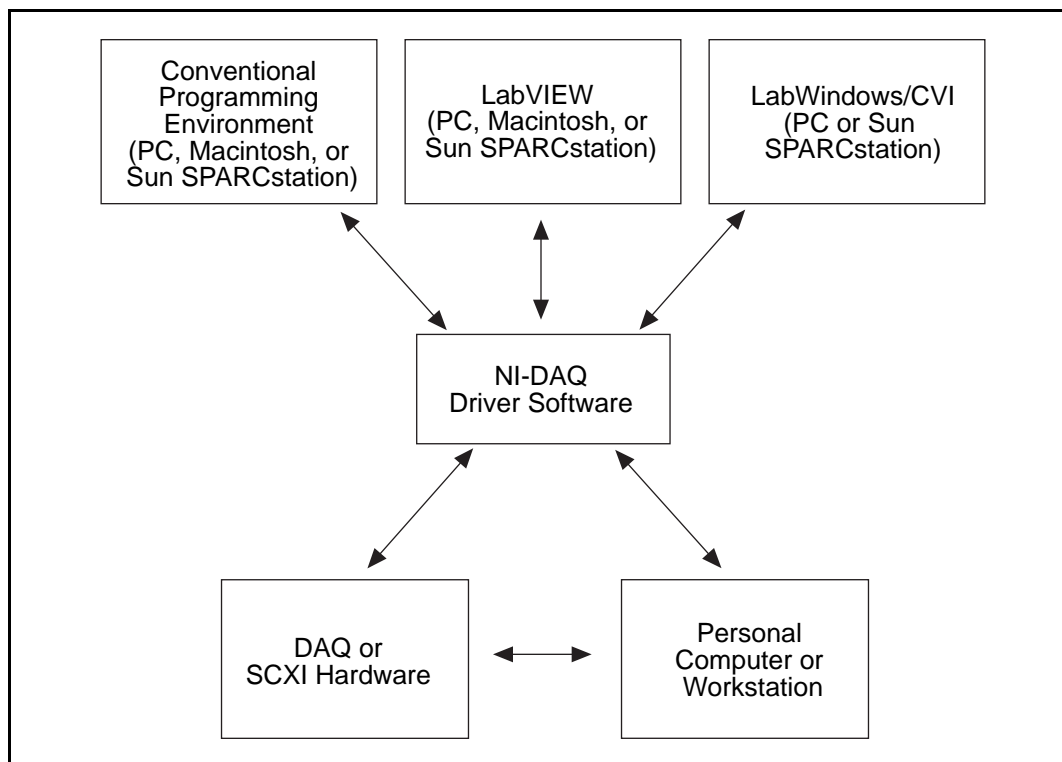 Conventional
Programming
Environment
(PC, Macintosh, or
Sun SPARCstation)
LabVIEW
(PC, Macintosh, or
Sun SPARCstation)
LabWindows/CVI
(PC or Sun
SPARCstation)
NI-DAQ
Driver Software
DAQ or
SCXI Hardware
Personal
Computer or
Workstation